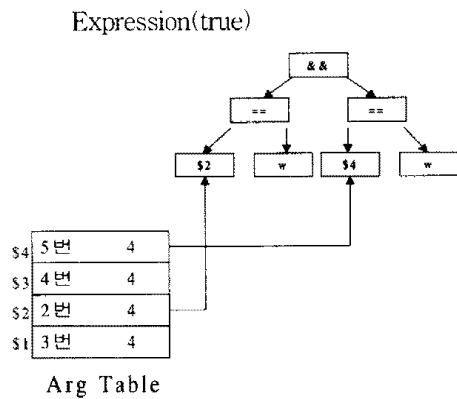 Expression(true)
&&
== ==
$2 w $4 w
$4 5번 4
$3 4번 4
$2 2번 4
$1 3번 4
Arg Table